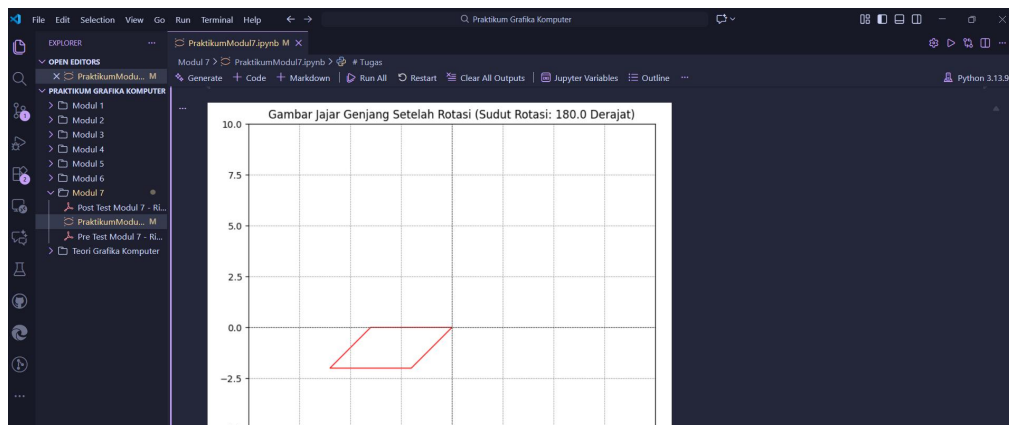 File Edit Selection View Go Run Terminal Help
Praktikum Grafika Komputer
EXPLORER
PraktikumModul7.ipynb M
OPEN EDITORS
PraktikumModu... M
PRAKTIKUM GRAFIKA KOMPUTER
Modul 1
Modul 2
Modul 3
Modul 4
Modul 5
Modul 6
Modul 7
Post Test Modul 7 - Ri...
PraktikumModu... M
Pre Test Modul 7 - Ri...
Teori Grafika Komputer
1
2
Modul 7 > PraktikumModul7.ipynb > # Tugas
Generate + Code + Markdown | Run All Restart Clear All Outputs | Jupyter Variables Outline ...
Python 3.13.9
Gambar Jajar Genjang Setelah Rotasi (Sudut Rotasi: 180.0 Derajat)
10.0
7.5
5.0
2.5
0.0
−2.5